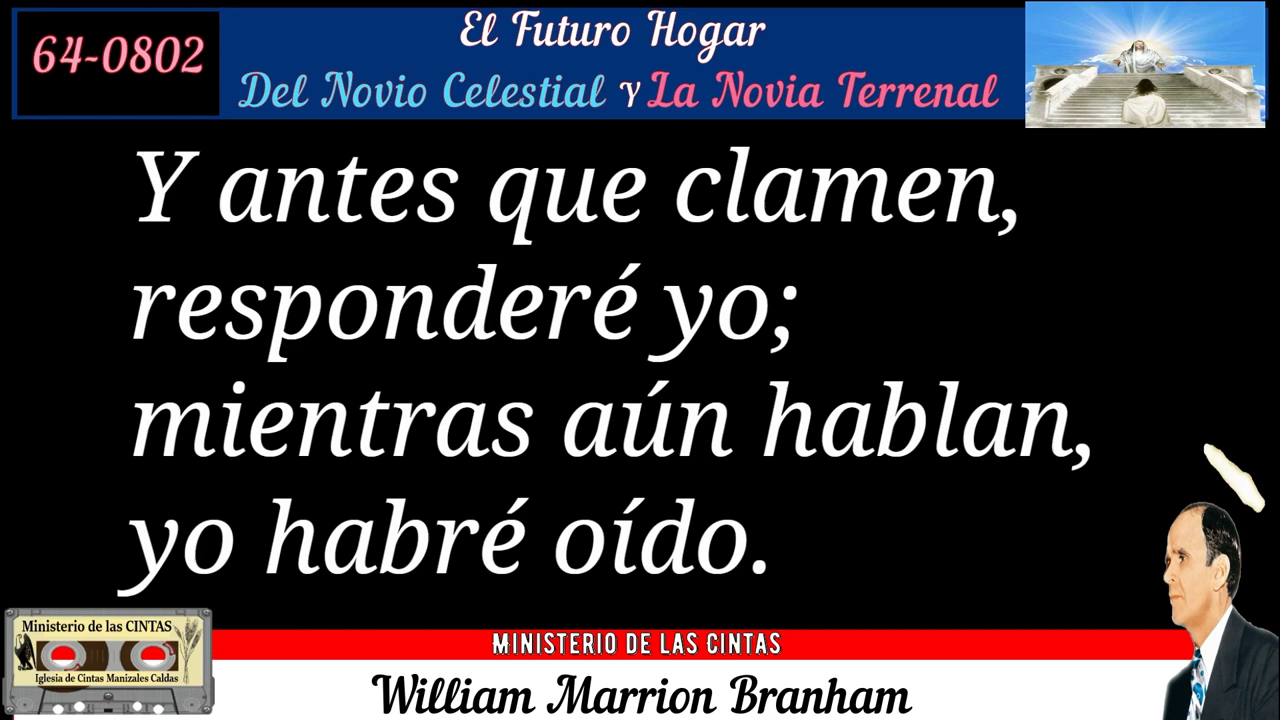 64-0802
El Futuro Hogar
Del Novio Celestial Y La Novia Terrenal
Y antes que clamen,
responderé yo;
mientras aún hablan,
yo habré oído.
Ministerio de las CINTAS
Iglesia de Cintas Manizales Caldas
MINISTERIO DE LAS CINTAS
William Marrion Branham